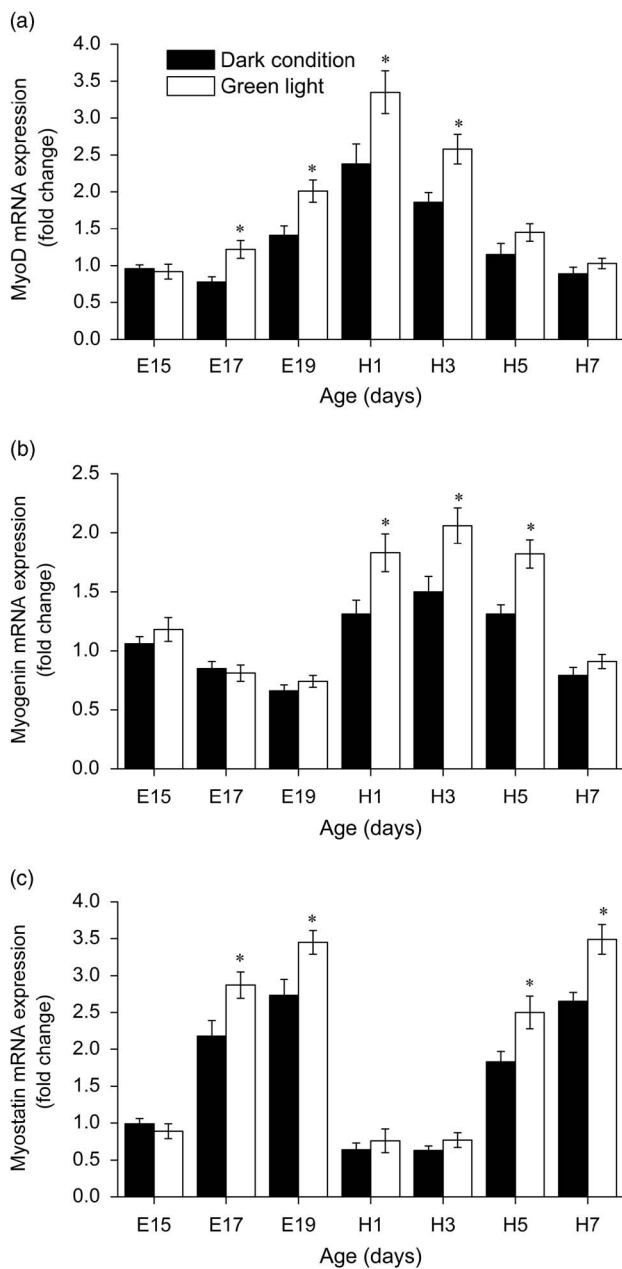 (a)
4.0
3.5
3.0
2.5
2.0
1.5
1.0
0.5
0.0
MyoD mRNA expression
(fold change)
Dark condition
Green light
*
*
*
*
E15 E17 E19 H1 H3 H5 H7
Age (days)
(b)
2.5
2.0
1.5
1.0
0.5
0.0
Myogenin mRNA expression
(fold change)
*
*
*
E15 E17 E19 H1 H3 H5 H7
Age (days)
(c)
4.0
3.5
3.0
2.5
2.0
1.5
1.0
0.5
0.0
Myostatin mRNA expression
(fold change)
*
*
*
*
E15 E17 E19 H1 H3 H5 H7
Age (days)